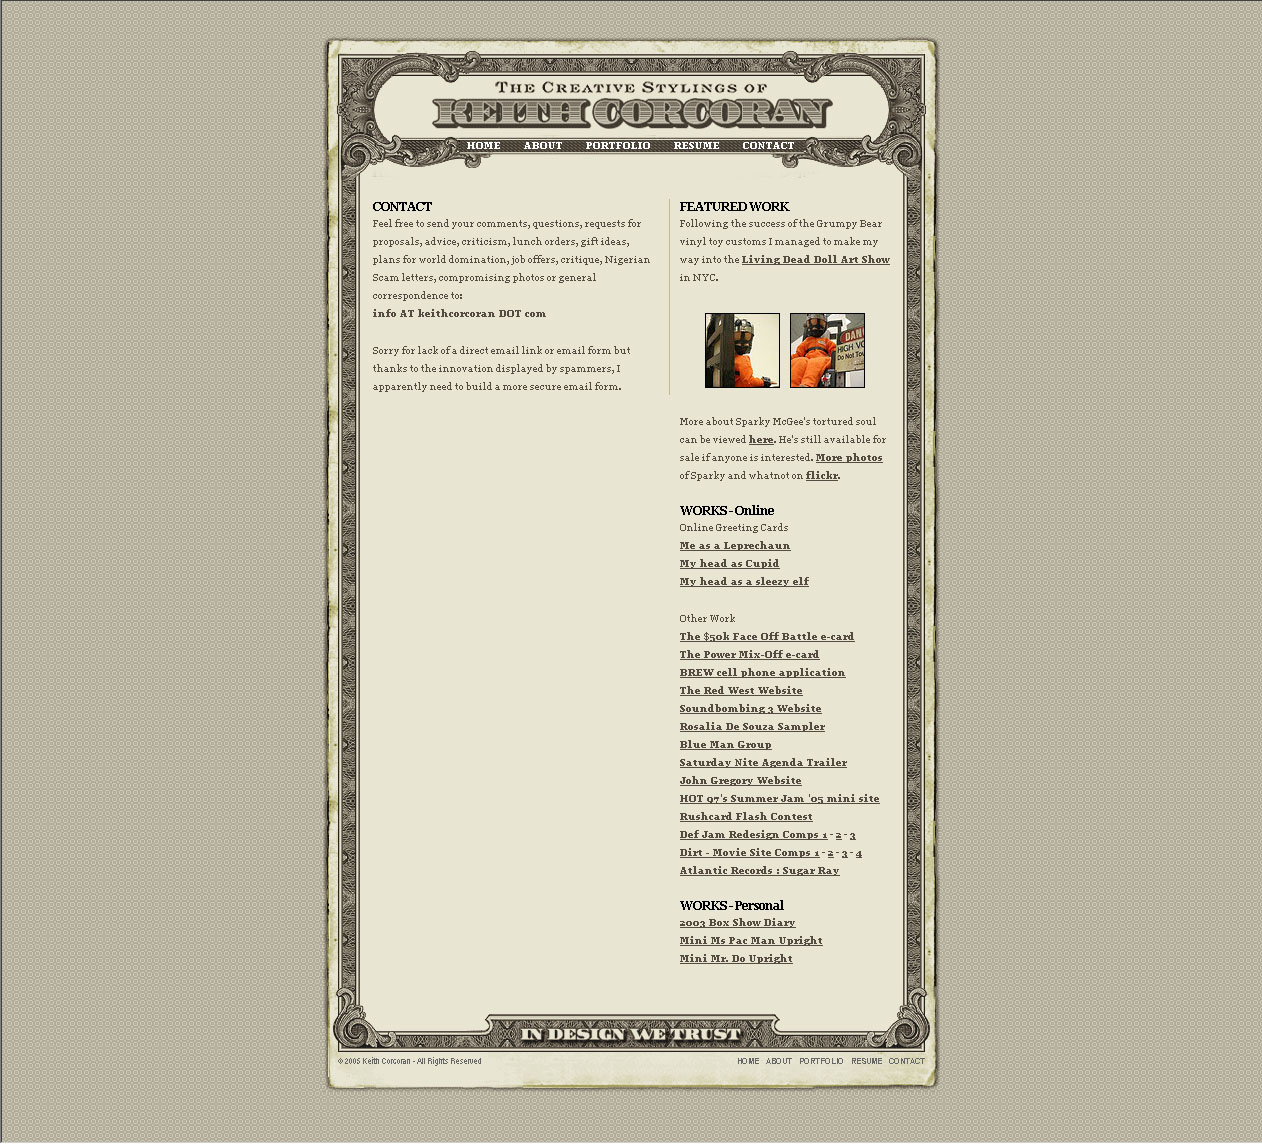 The Creative Stylings of
KEITH CORCORAN
HOME ABOUT PORTFOLIO RESUME CONTACT
CONTACT
Feel free to send your comments, questions, requests for
proposals, advice, criticism, lunch orders, gift ideas,
plans for world domination, job offers, critique, Nigerian
Scam letters, compromising photos or general
correspondence to:
info AT keithcorcoran DOT com
Sorry for lack of a direct email link or email form but
thanks to the innovation displayed by spammers, I
apparently need to build a more secure email form.
FEATURED WORK
Following the success of the Grumpy Bear
vinyl toy customs I managed to make my
way into the Living Dead Doll Art Show
in NYC.
DANG
HIGH VO
Do Not Tou
More about Sparky McGee's tortured soul
can be viewed here. He's still available for
sale if anyone is interested. More photos
of Sparky and whatnot on flickr.
WORKS - Online
Online Greeting Cards
Me as a Leprechaun
My head as Cupid
My head as a sleezy elf
Other Work
The $50k Face Off Battle e-card
The Power Mix-Off e-card
BREW cell phone application
The Red West Website
Soundbombing 3 Website
Rosalia De Souza Sampler
Blue Man Group
Saturday Nite Agenda Trailer
John Gregory Website
HOT 97's Summer Jam '05 mini site
Rushcard Flash Contest
Def Jam Redesign Comps 1 - 2 - 3
Dirt - Movie Site Comps 1 - 2 - 3 - 4
Atlantic Records : Sugar Ray
WORKS - Personal
2003 Box Show Diary
Mini Ms Pac Man Upright
Mini Mr. Do Upright
IN DESIGN WE TRUST
© 2005 Keith Corcoran - All Rights Reserved
HOME ABOUT PORTFOLIO RESUME CONTACT